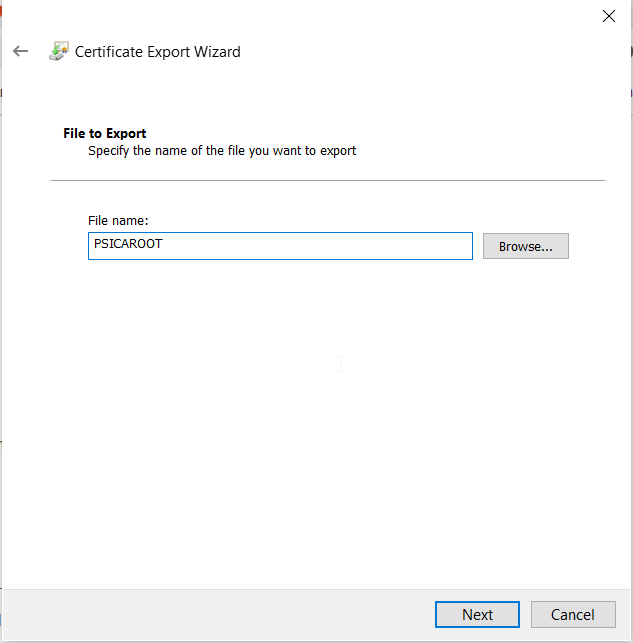 Certificate Export Wizard
File to Export
Specify the name of the file you want to export
File name:
PSICAROOT
Browse...
Next
Cancel